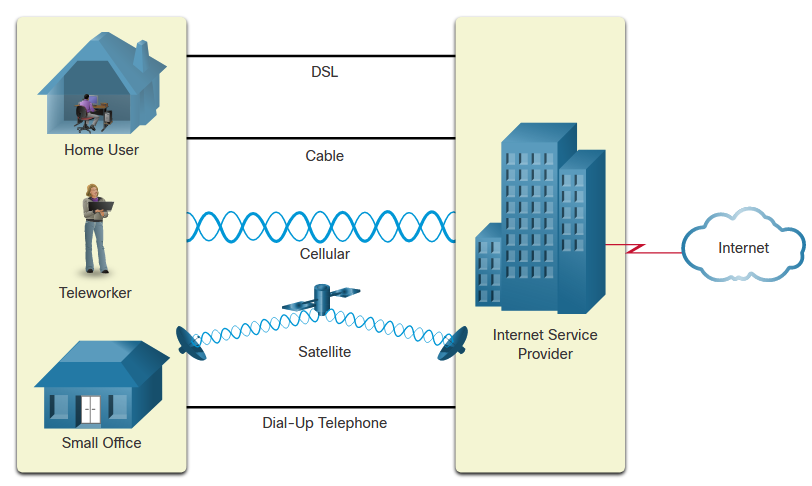 Home User
Teleworker
Small Office
DSL
Cable
Cellular
Satellite
Dial-Up Telephone
Internet Service
Provider
Internet